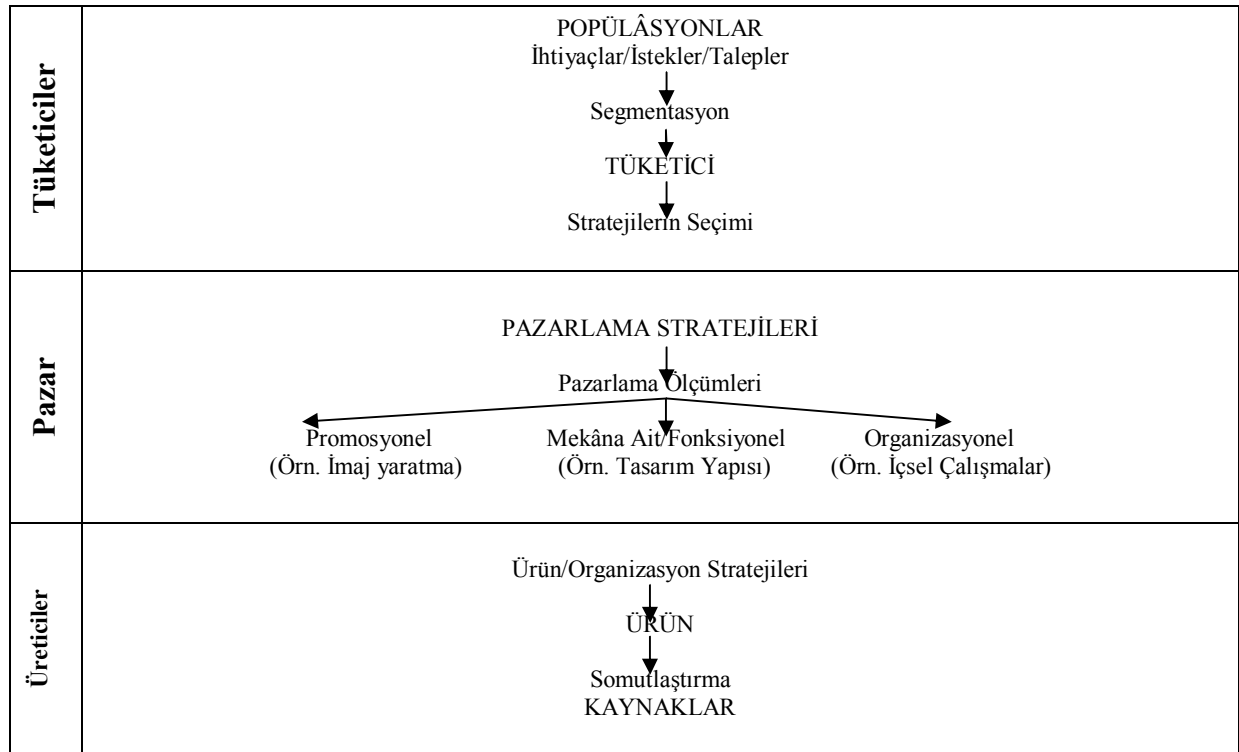 Tüketiciler
POPÜLÂSYONLAR
İhtiyaçlar/İstekler/Talepler
Segmentasyon
TÜKETİCİ
Stratejilerin Seçimi
Pazar
PAZARLAMA STRATEJİLERİ
Pazarlama Ölçümleri
Promosyonel
(Örn. İmaj yaratma)
Mekâna Ait/Fonksiyonel
(Örn. Tasarım Yapısı)
Organizasyonel
(Örn. İçsel Çalışmalar)
Üreticiler
Ürün/Organizasyon Stratejileri
ÜRÜN
Somutlaştırma
KAYNAKLAR